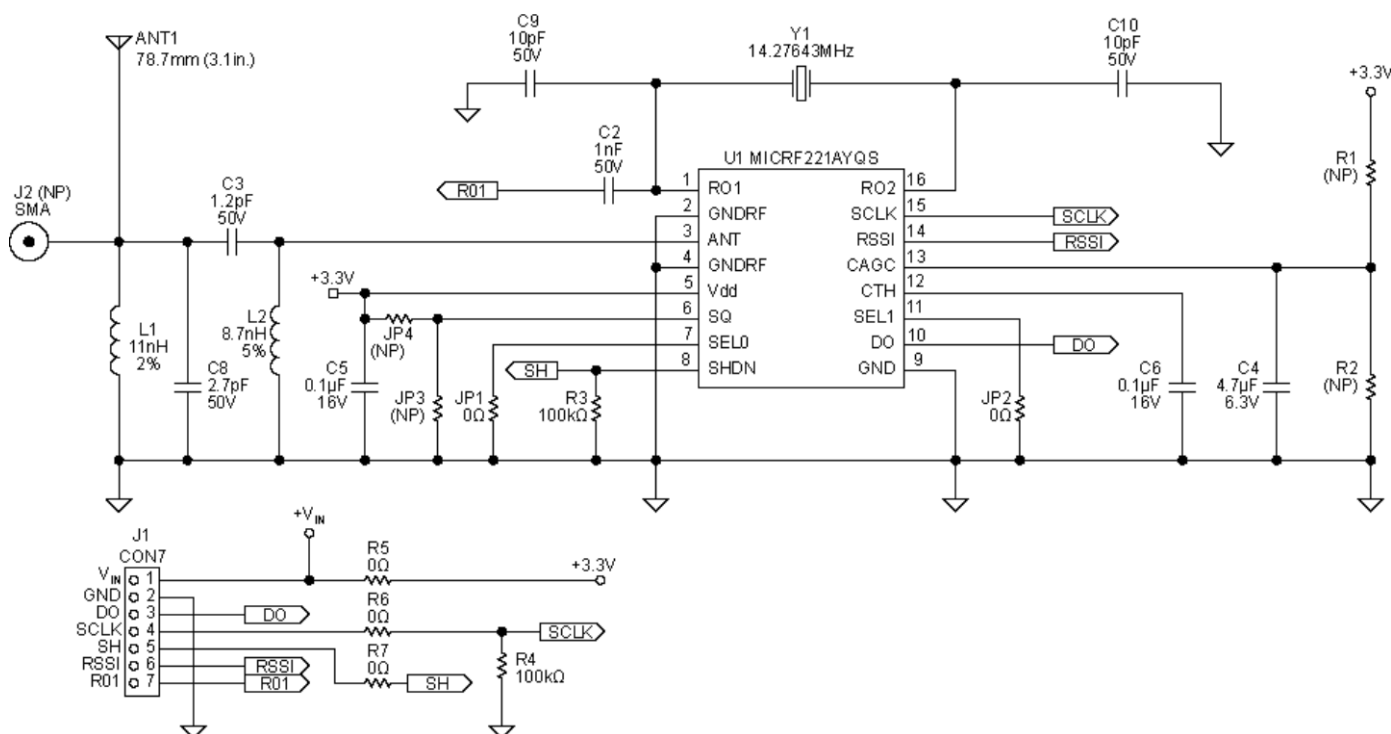 ANT1
78.7mm (3.1in.)
C9
10pF
50V
Y1
14.27643MHz
C10
10pF
50V
+3.3V
J2 (NP)
SMA
C3
1.2pF
50V
C2
1nF
50V
R01
U1 MICRF221AYQS
1
RO1
2
GNDRF
3
ANT
4
GNDRF
5
Vdd
6
SQ
7
SEL0
8
SHDN
16
RO2
15
SCLK
14
RSSI
13
CAGC
12
CTH
11
SEL1
10
DO
9
GND
SCLK
RSSI
DO
R1
(NP)
R2
(NP)
+3.3V
L1
11nH
2%
C8
2.7pF
50V
L2
8.7nH
5%
C5
0.1µF
16V
JP4
(NP)
JP3
(NP)
JP1
0Ω
SH
R3
100kΩ
JP2
0Ω
C6
0.1µF
16V
C4
4.7µF
6.3V
+VIN
J1
CON7
VIN 1
GND 2
DO 3
SCLK 4
SH 5
RSSI 6
R01 7
R5
0Ω
+3.3V
R6
0Ω
R7
0Ω
DO
SCLK
R4
100kΩ
RSSI
R01
SH